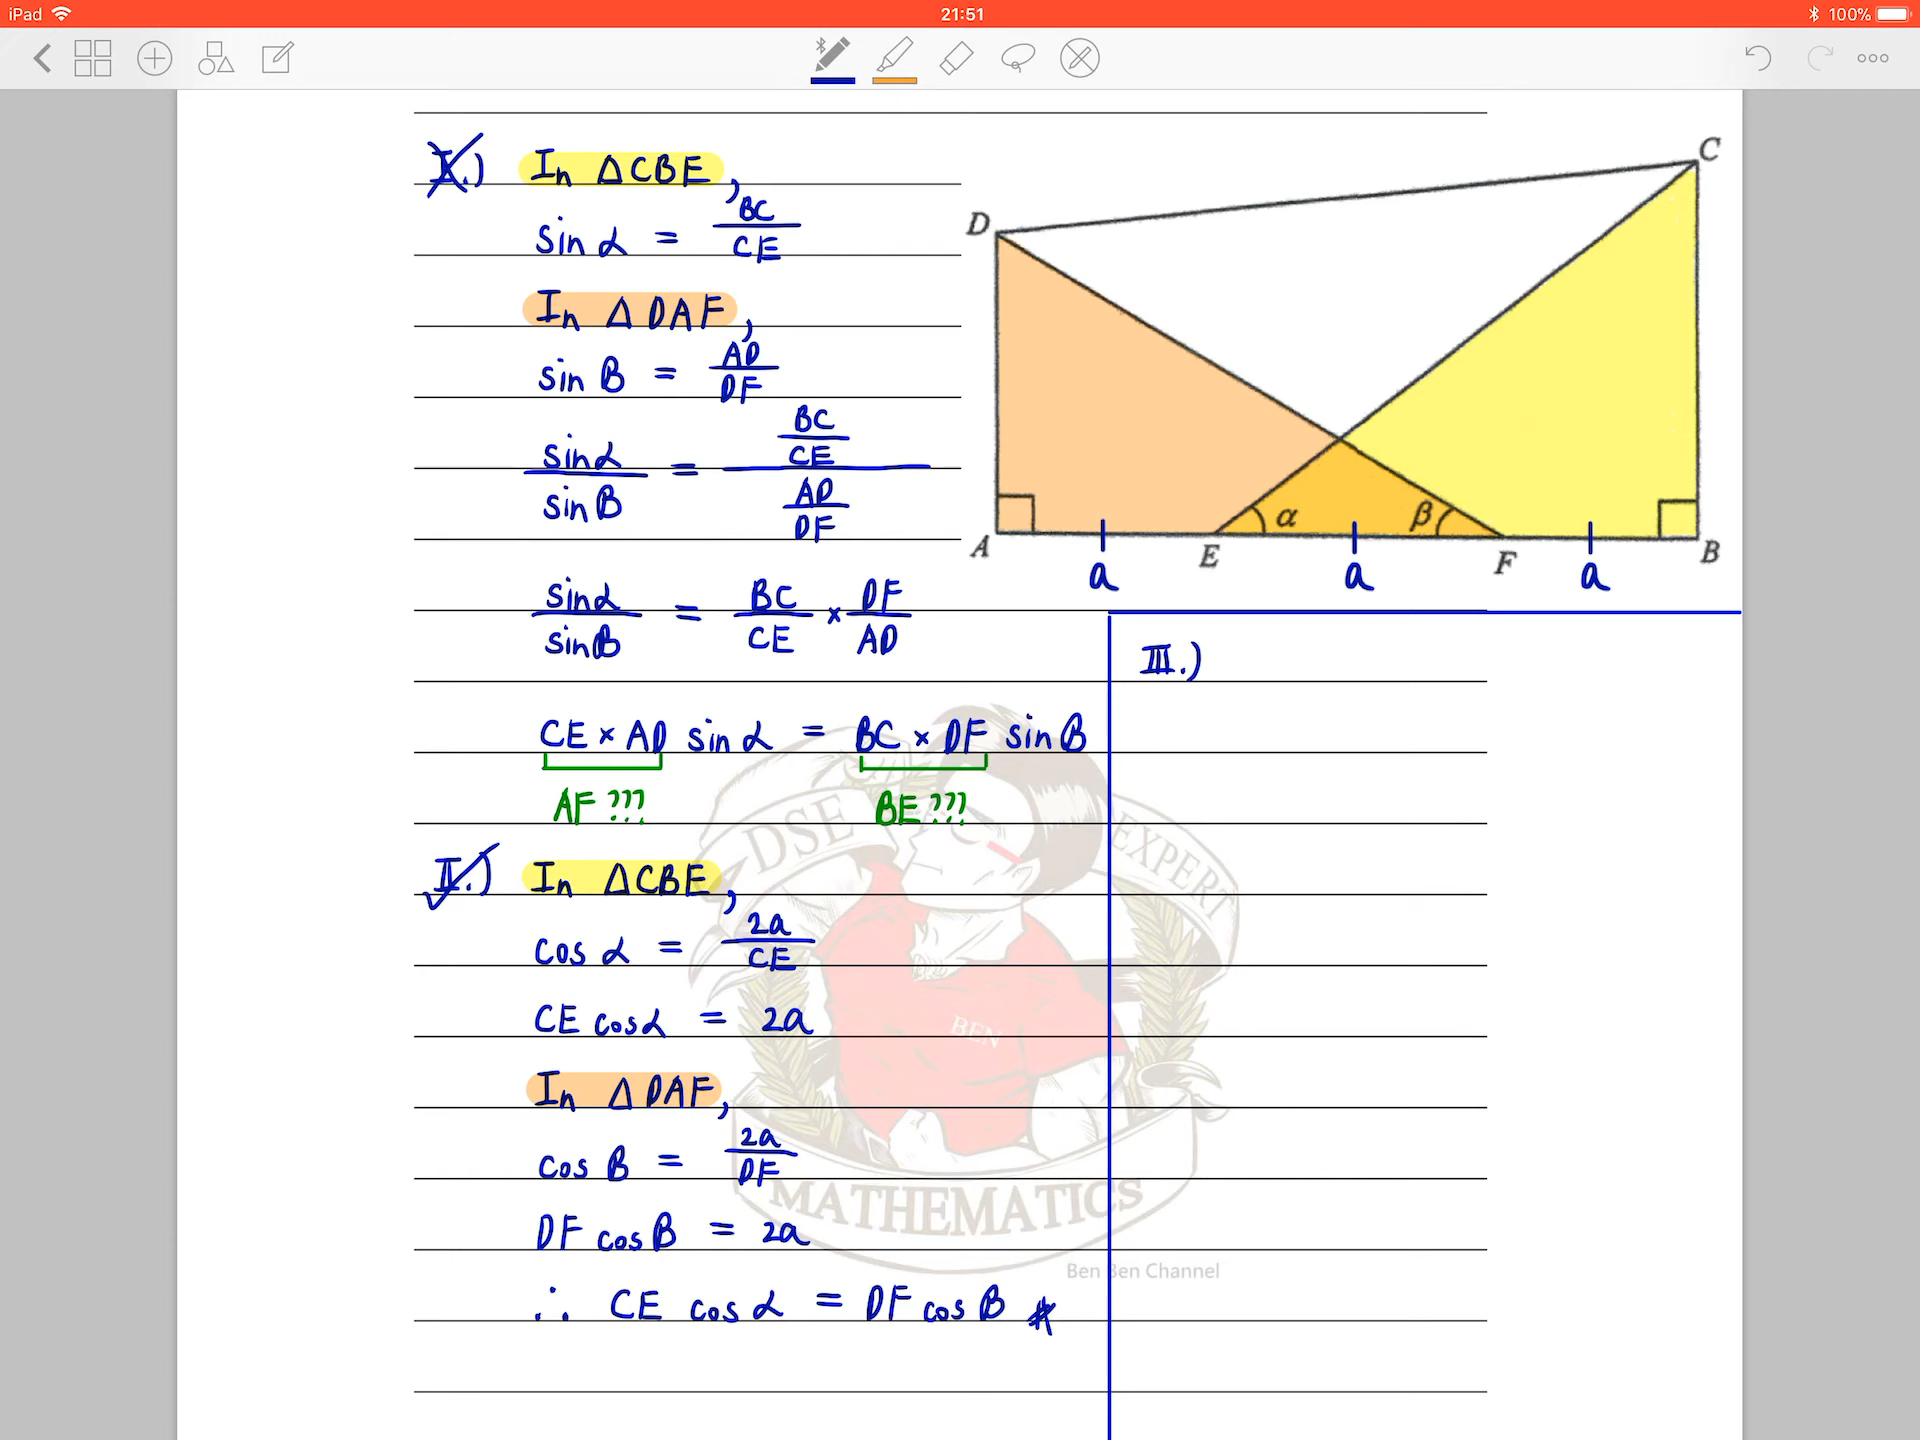 iPad
21:51
100%
I.) In ΔCBE,
sin α = BC/CE
In Δ DAF,
sin B = AD/DF
sin α / sin B = (BC/CE) / (AD/DF)
sin α / sin B = BC/CE × DF/AD
CE × AD sin α = BC × DF sin B
AF ???
BE ???
II.) In ΔCBE,
cos α = 2a/CE
CE cos α = 2a
In Δ DAF,
cos B = 2a/DF
DF cos B = 2a
∴ CE cos α = DF cos B #
D
C
α
β
A
E
F
B
a
a
a
III.)
DSE
EXPERT
BEN
MATHEMATICS
Ben Ben Channel